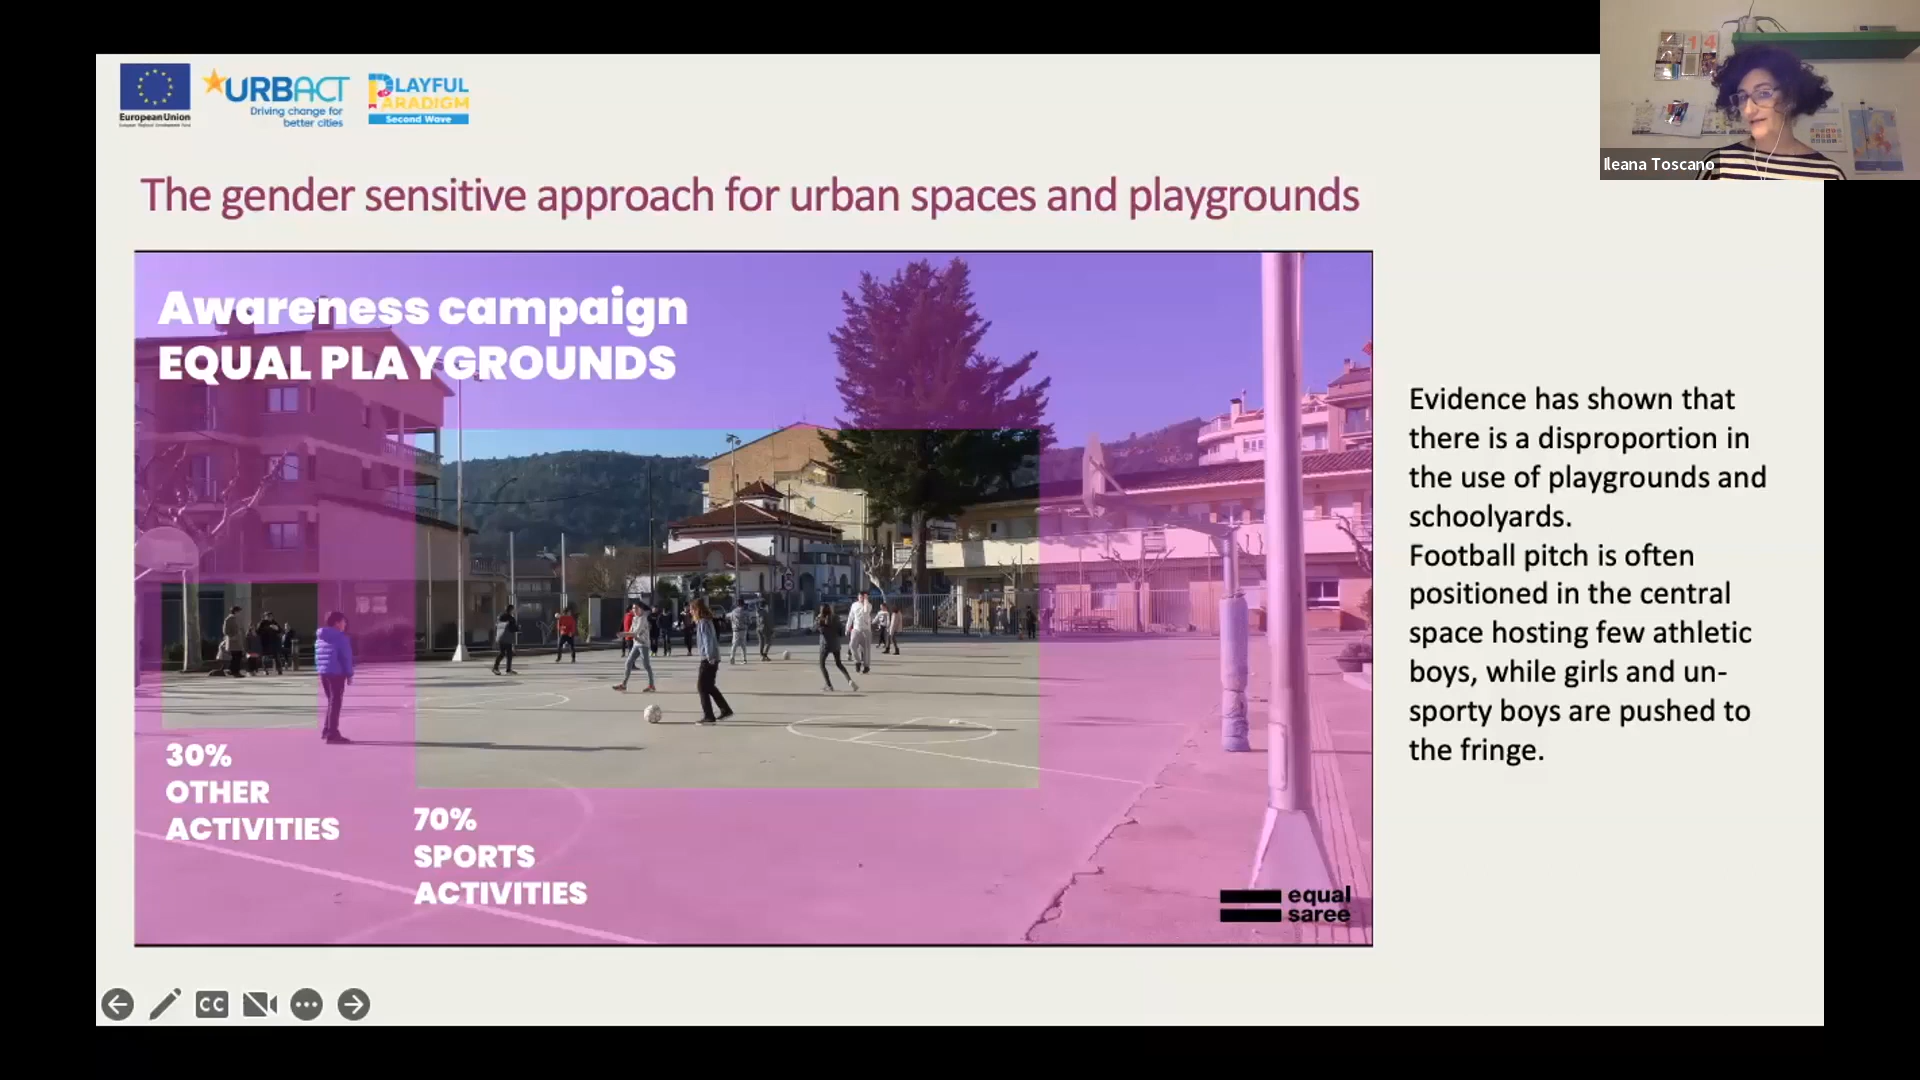 European Union
URBACT
Driving change for
better cities
PLAYFUL
PARADIGM
Second Wave
Ileana Toscano
The gender sensitive approach for urban spaces and playgrounds
Awareness campaign
EQUAL PLAYGROUNDS
30%
OTHER
ACTIVITIES
70%
SPORTS
ACTIVITIES
equal
saree
Evidence has shown that
there is a disproportion in
the use of playgrounds and
schoolyards.
Football pitch is often
positioned in the central
space hosting few athletic
boys, while girls and un-
sporty boys are pushed to
the fringe.
CC